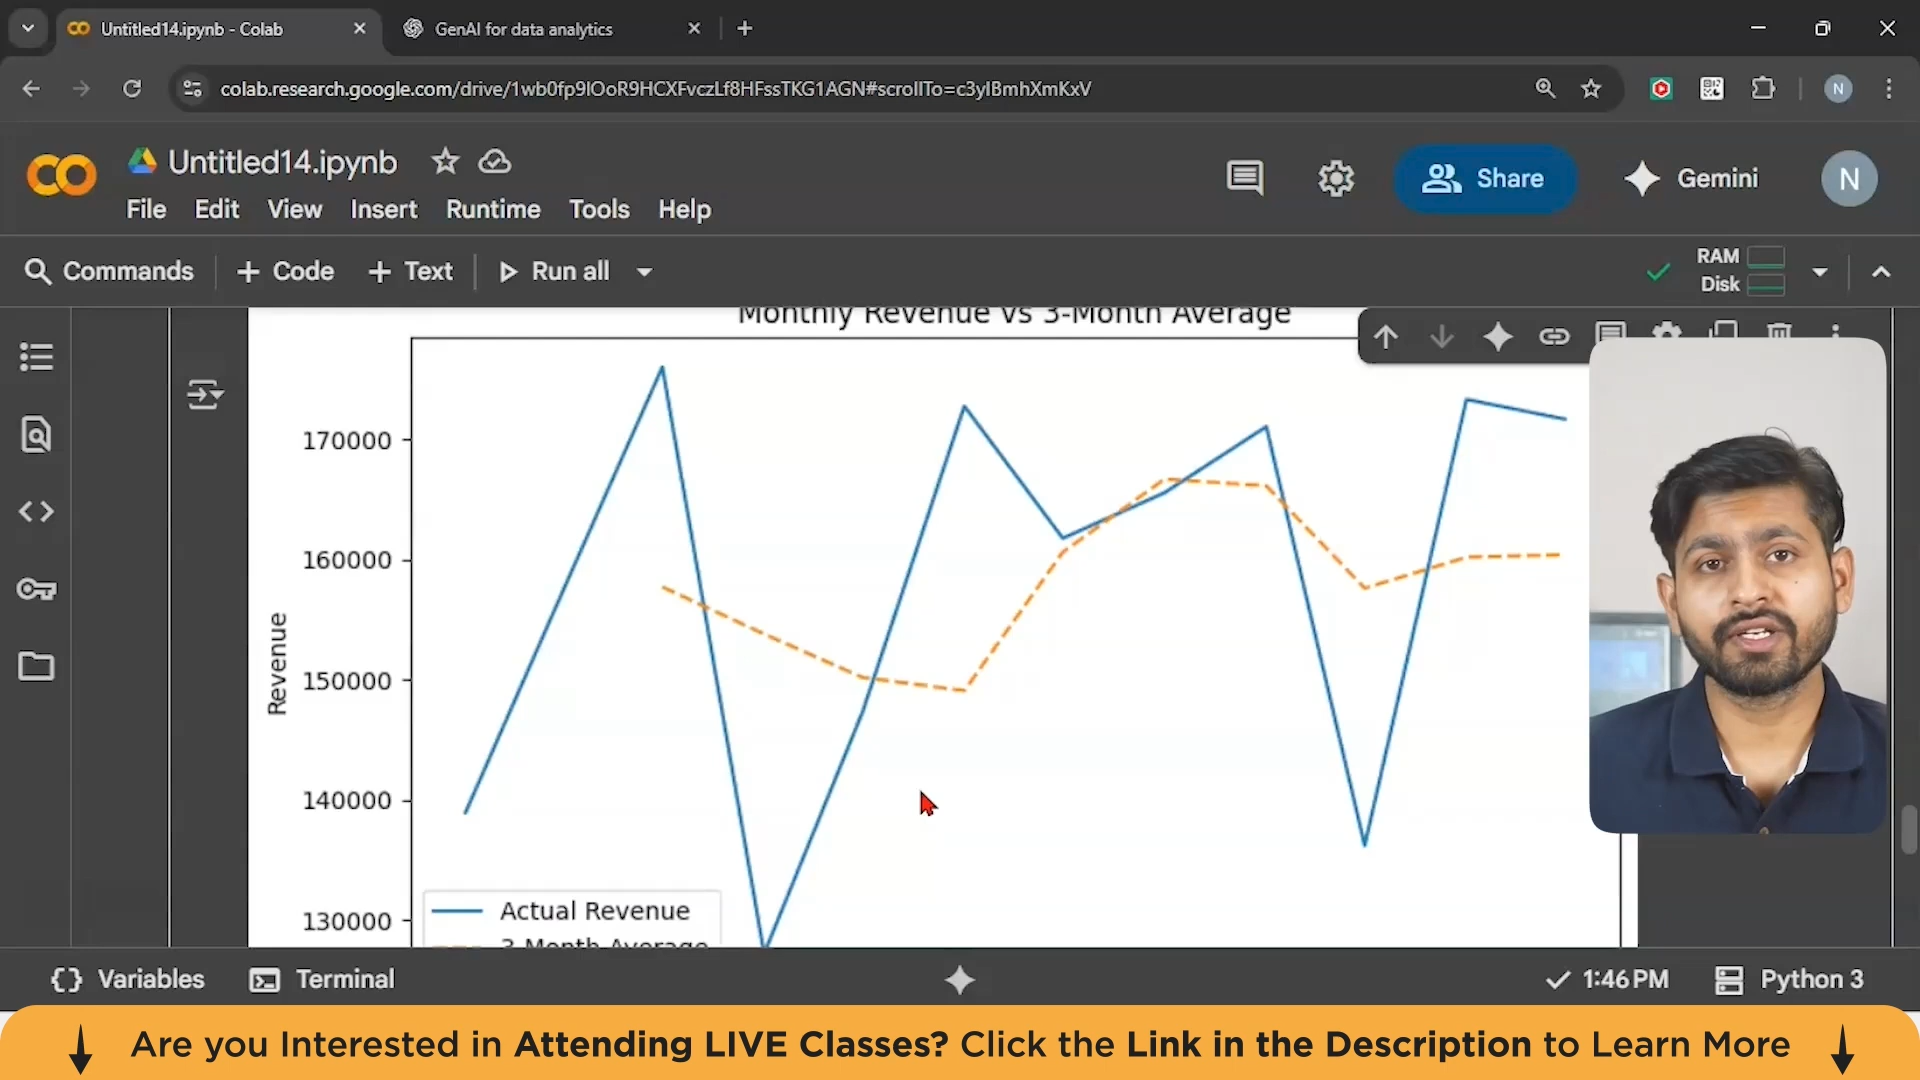 Untitled14.ipynb - Colab
GenAI for data analytics
colab.research.google.com/drive/1wb0fp9lOoR9HCXFvczLf8HFssTKG1AGN#scrollTo=c3ylBmhXmKxV
N
Untitled14.ipynb
File Edit View Insert Runtime Tools Help
Share
Gemini
N
Commands
+ Code + Text
Run all
RAM
Disk
Monthly Revenue vs 3-Month Average
170000
160000
150000
140000
130000
Revenue
Actual Revenue
3-Month Average
Variables
Terminal
1:46 PM
Python 3
Are you Interested in Attending LIVE Classes? Click the Link in the Description to Learn More